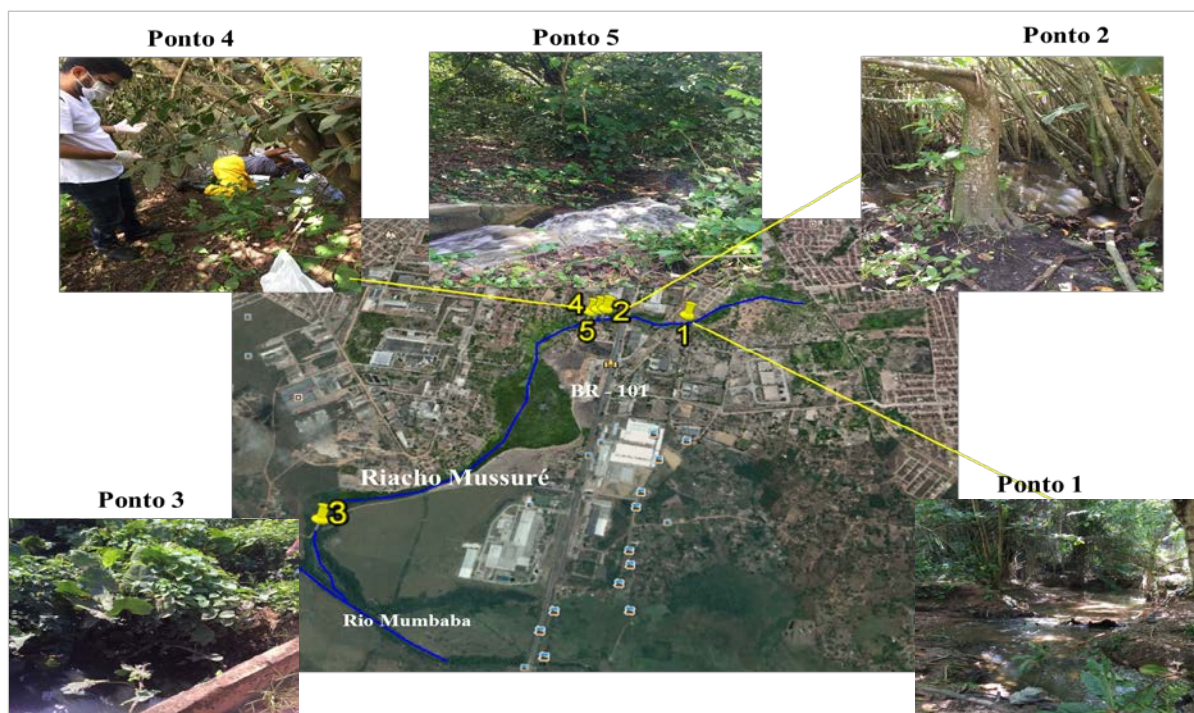 Ponto 4
Ponto 5
Ponto 2
4
2
1
5
BR - 101
Riacho Mussuré
Ponto 3
3
Ponto 1
Rio Mumbaba